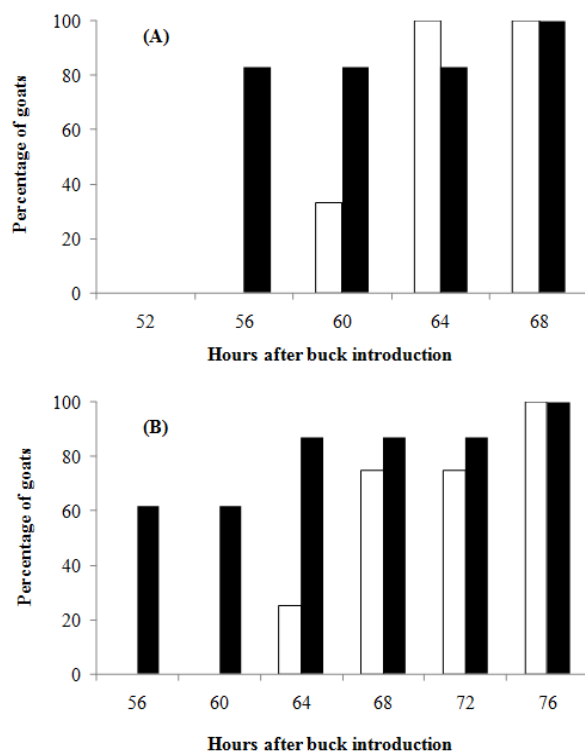 (A)
Percentage of goats
100
80
60
40
20
0
52 56 60 64 68
Hours after buck introduction
(B)
Percentage of goats
100
80
60
40
20
0
56 60 64 68 72 76
Hours after buck introduction